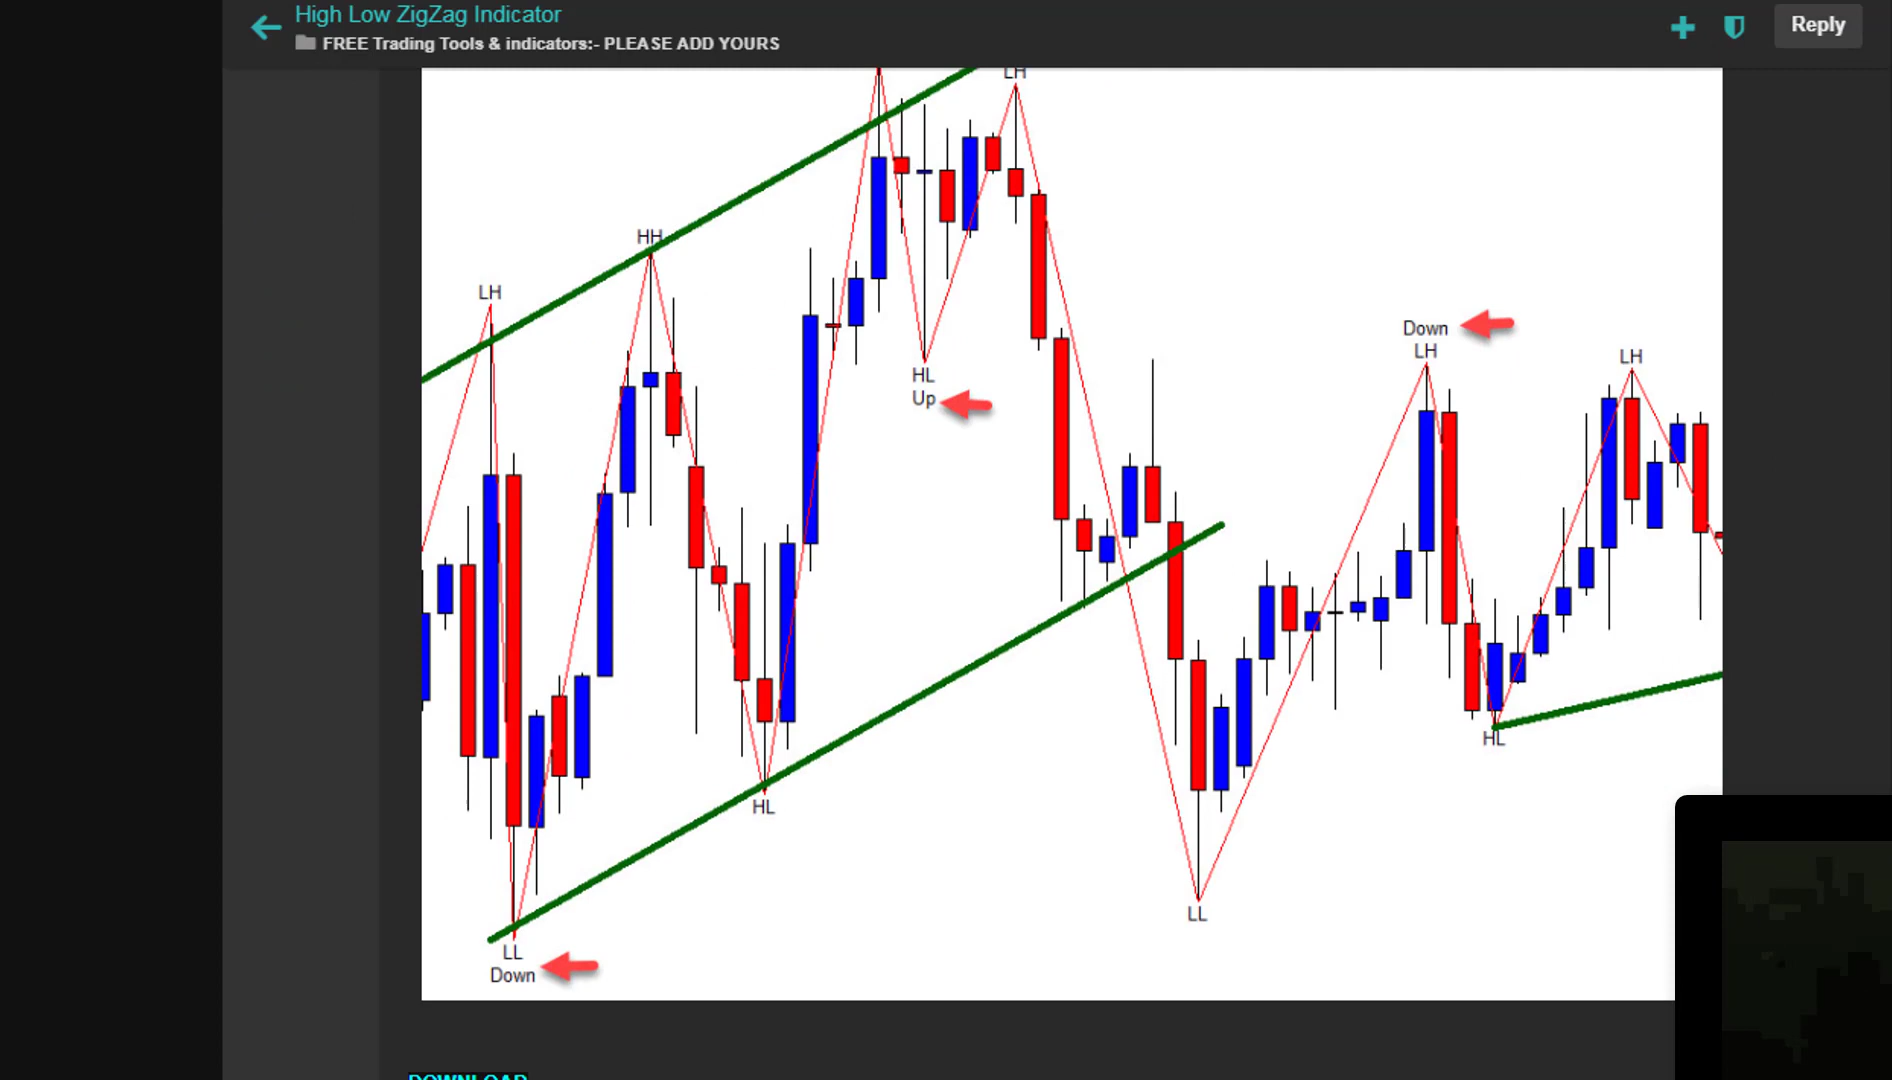 High Low ZigZag Indicator
FREE Trading Tools & indicators:- PLEASE ADD YOURS
Reply
LH
HH
LH
HL
Up
Down
LH
LH
HL
HL
LL
LL
Down
DOWNLOAD